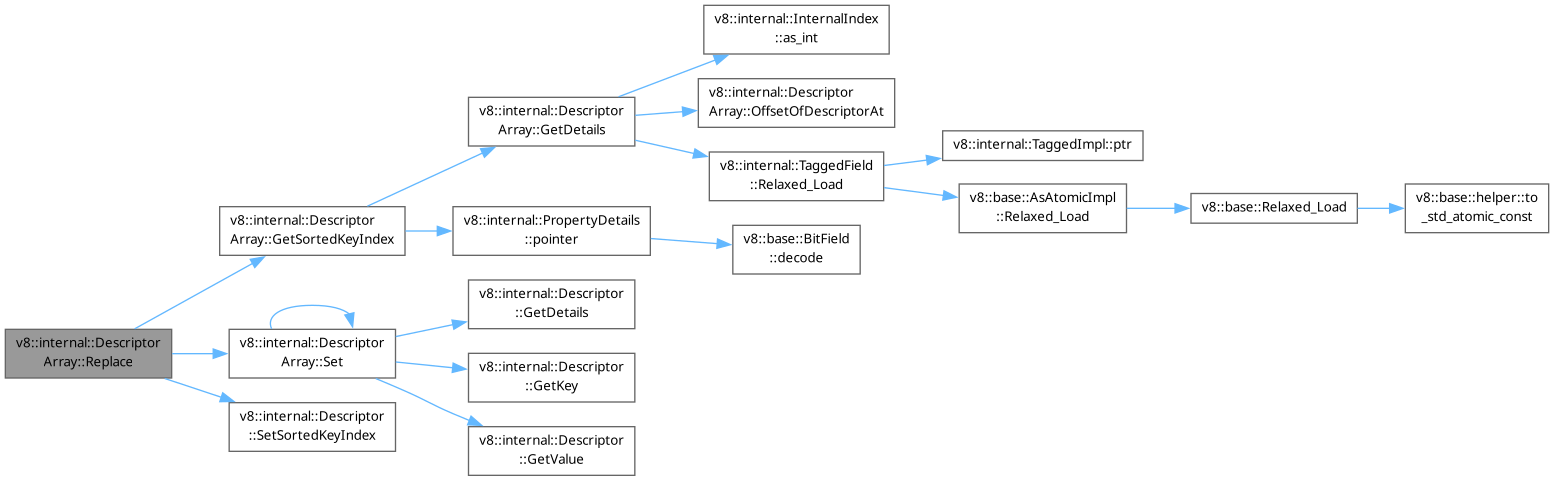 v8::internal::InternalIndex
::as_int
v8::internal::Descriptor
Array::OffsetOfDescriptorAt
v8::internal::Descriptor
Array::GetDetails
v8::internal::TaggedImpl::ptr
v8::internal::TaggedField
::Relaxed_Load
v8::base::AsAtomicImpl
::Relaxed_Load
v8::base::Relaxed_Load
v8::base::helper::to
_std_atomic_const
v8::internal::Descriptor
Array::GetSortedKeyIndex
v8::internal::PropertyDetails
::pointer
v8::base::BitField
::decode
v8::internal::Descriptor
::GetDetails
v8::internal::Descriptor
Array::Replace
v8::internal::Descriptor
Array::Set
v8::internal::Descriptor
::GetKey
v8::internal::Descriptor
::SetSortedKeyIndex
v8::internal::Descriptor
::GetValue